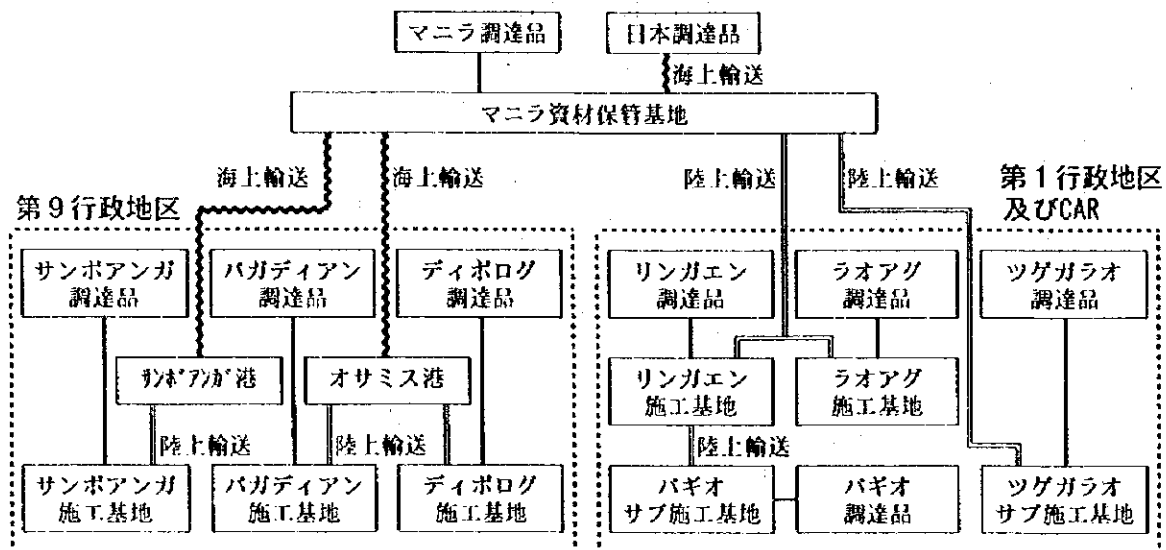 マニラ調達品
日本調達品
海上輸送
マニラ資材保管基地
海上輸送
海上輸送
陸上輸送
陸上輸送
第9行政地区
第1行政地区
及びCAR
サンボアンガ
調達品
パガディアン
調達品
ディポログ
調達品
リンガエン
調達品
ラオアグ
調達品
ツゲガラオ
調達品
サンボアンガ港
オサミス港
リンガエン
施工基地
ラオアグ
施工基地
陸上輸送
陸上輸送
陸上輸送
サンボアンガ
施工基地
パガディアン
施工基地
ディポログ
施工基地
バギオ
サブ施工基地
バギオ
調達品
ツゲガラオ
サブ施工基地